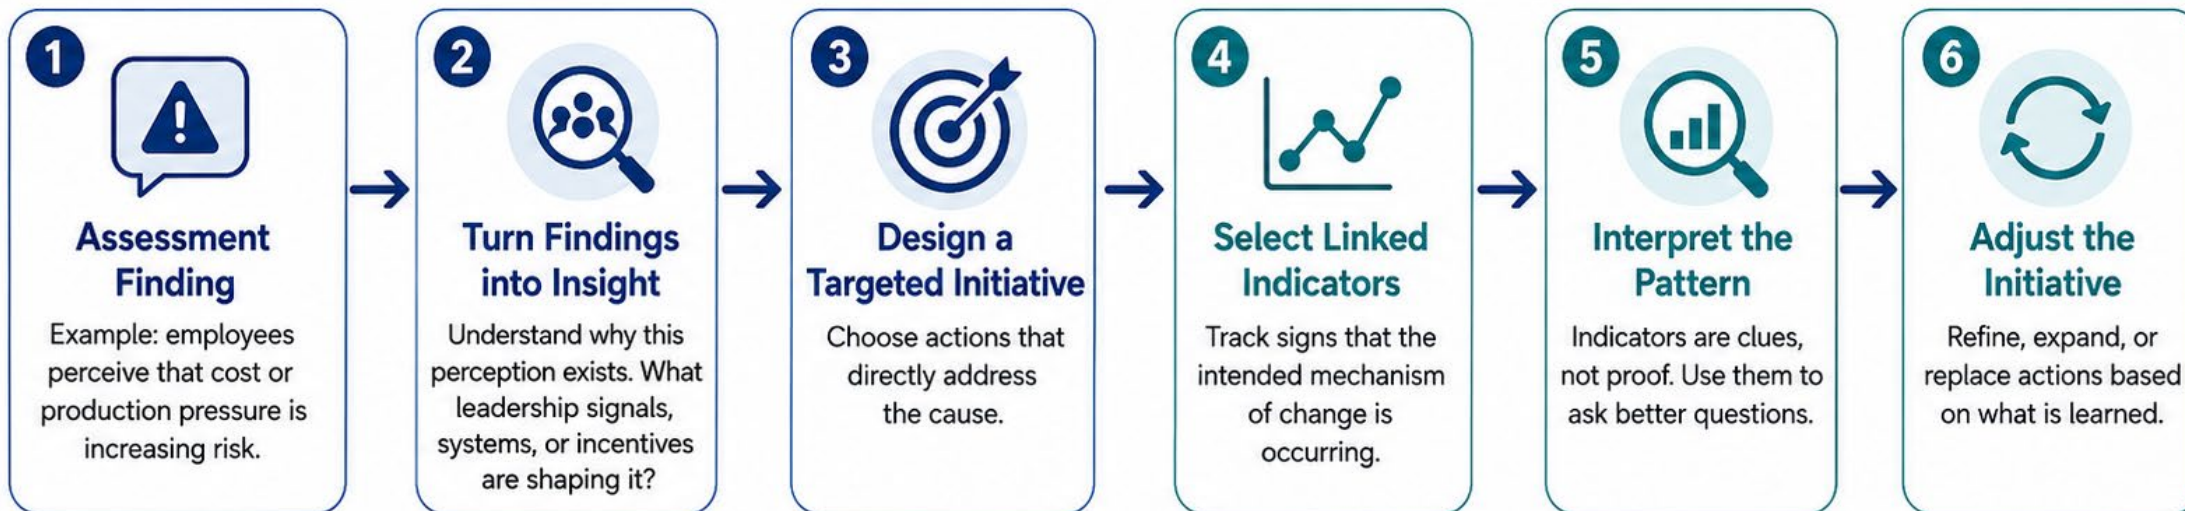 1
Assessment
Finding
Example: employees
perceive that cost or
production pressure is
increasing risk.
2
Turn Findings
into Insight
Understand why this
perception exists. What
leadership signals,
systems, or incentives
are shaping it?
3
Design a
Targeted Initiative
Choose actions that
directly address
the cause.
4
Select Linked
Indicators
Track signs that the
intended mechanism
of change is
occurring.
5
Interpret the
Pattern
Indicators are clues,
not proof. Use them to
ask better questions.
6
Adjust the
Initiative
Refine, expand, or
replace actions based
on what is learned.